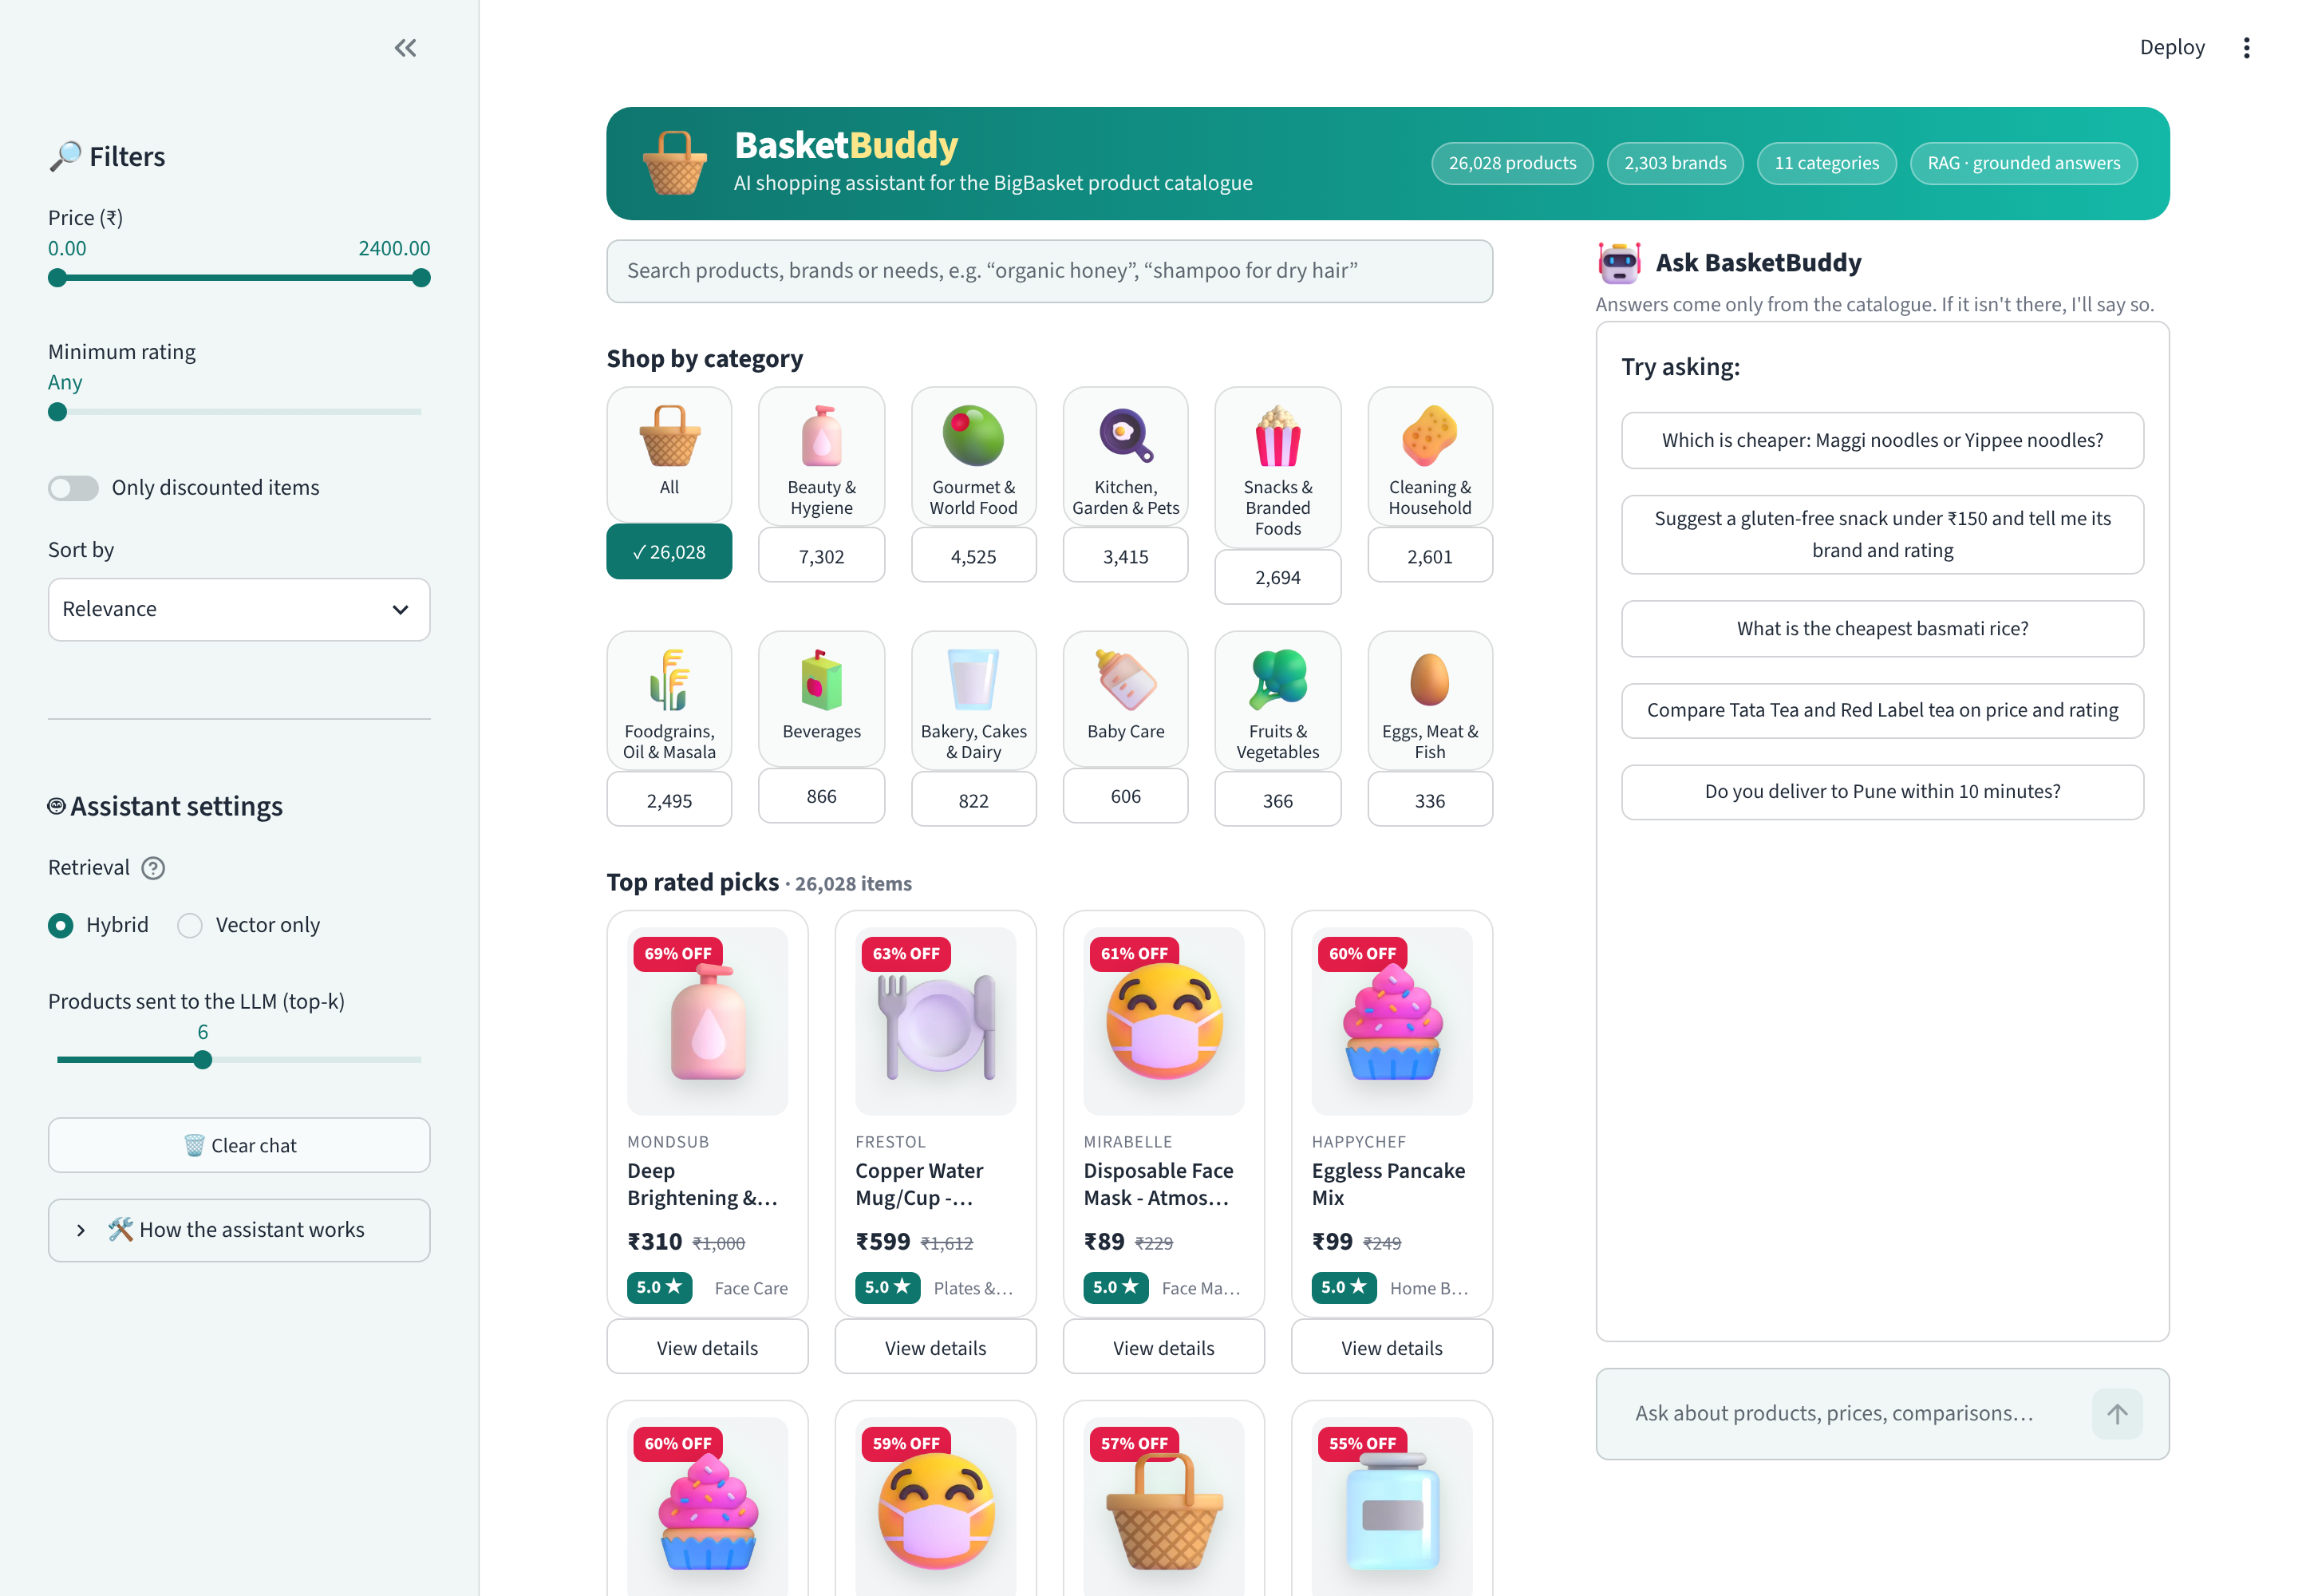 Deploy
Filters
Price (₹)
0.00 2400.00
Minimum rating
Any
Only discounted items
Sort by
Relevance
Assistant settings
Retrieval
Hybrid Vector only
Products sent to the LLM (top-k)
6
Clear chat
How the assistant works
BasketBuddy
AI shopping assistant for the BigBasket product catalogue
26,028 products 2,303 brands 11 categories RAG · grounded answers
Search products, brands or needs, e.g. “organic honey”, “shampoo for dry hair”
Shop by category
All
✓ 26,028
Beauty &
Hygiene
7,302
Gourmet &
World Food
4,525
Kitchen,
Garden & Pets
3,415
Snacks &
Branded
Foods
2,694
Cleaning &
Household
2,601
Foodgrains,
Oil & Masala
2,495
Beverages
866
Bakery, Cakes
& Dairy
822
Baby Care
606
Fruits &
Vegetables
366
Eggs, Meat &
Fish
336
Top rated picks · 26,028 items
69% OFF
MONDSUB
Deep
Brightening &...
₹310 ₹1,000
5.0 ★ Face Care
View details
63% OFF
FRESTOL
Copper Water
Mug/Cup -...
₹599 ₹1,612
5.0 ★ Plates &...
View details
61% OFF
MIRABELLE
Disposable Face
Mask - Atmos...
₹89 ₹229
5.0 ★ Face Ma...
View details
60% OFF
HAPPYCHEF
Eggless Pancake
Mix
₹99 ₹249
5.0 ★ Home B...
View details
60% OFF
59% OFF
57% OFF
55% OFF
Ask BasketBuddy
Answers come only from the catalogue. If it isn't there, I'll say so.
Try asking:
Which is cheaper: Maggi noodles or Yippee noodles?
Suggest a gluten-free snack under ₹150 and tell me its
brand and rating
What is the cheapest basmati rice?
Compare Tata Tea and Red Label tea on price and rating
Do you deliver to Pune within 10 minutes?
Ask about products, prices, comparisons...